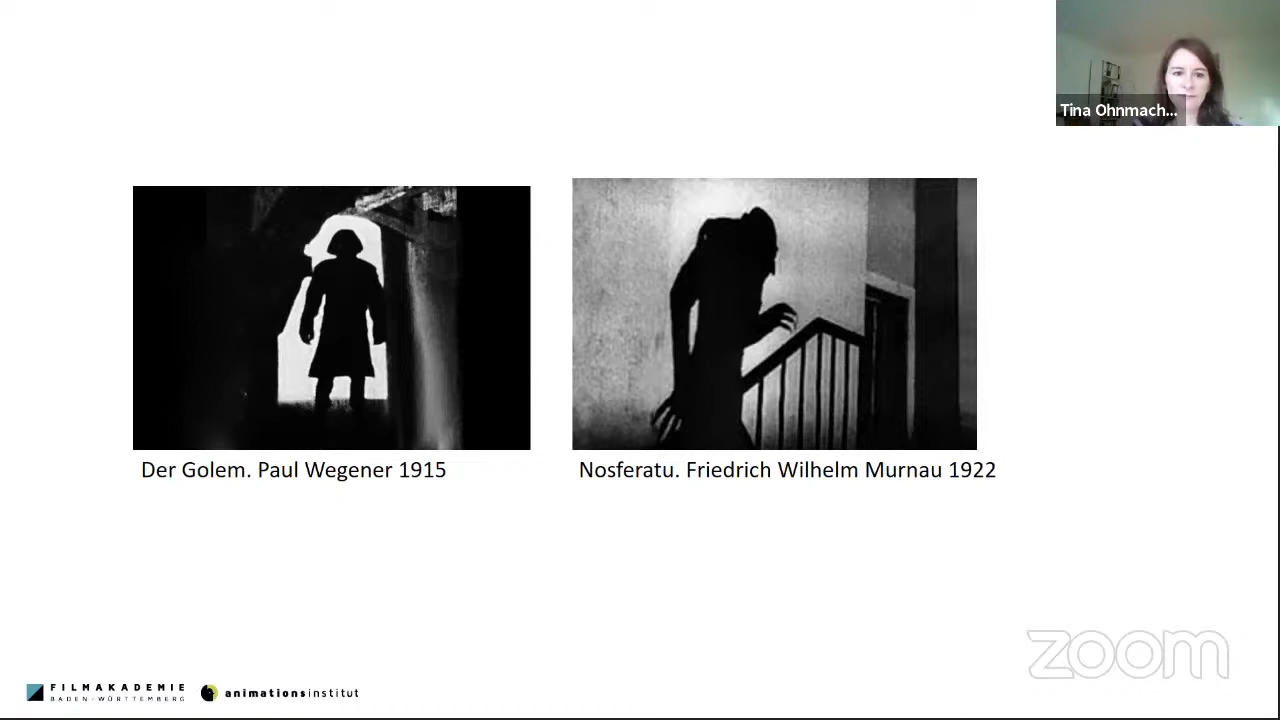 Tina Ohnmach...
Der Golem. Paul Wegener 1915
Nosferatu. Friedrich Wilhelm Murnau 1922
zoom
FILMAKADEMIE
BADEN-WÜRTTEMBERG
animationsinstitut